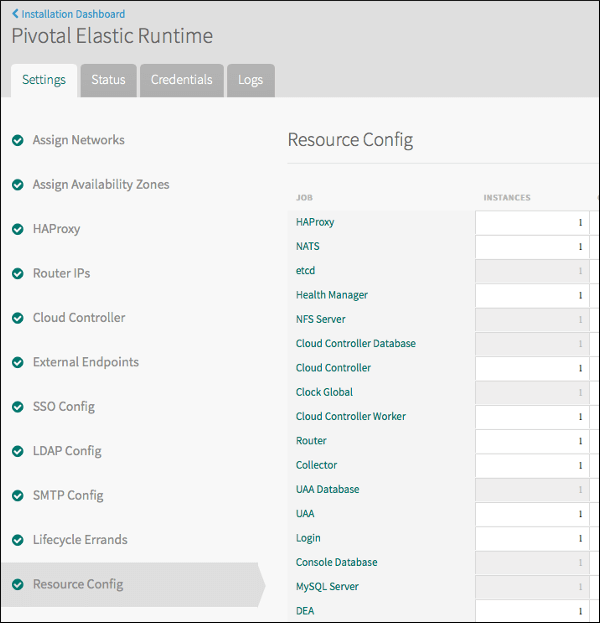 Installation Dashboard
Pivotal Elastic Runtime
Settings Status Credentials Logs
Assign Networks
Assign Availability Zones
HAProxy
Router IPs
Cloud Controller
External Endpoints
SSO Config
LDAP Config
SMTP Config
Lifecycle Errands
Resource Config
Resource Config
JOB INSTANCES
HAProxy 1
NATS 1
etcd 1
Health Manager 1
NFS Server 1
Cloud Controller Database 1
Cloud Controller 1
Clock Global 1
Cloud Controller Worker 1
Router 1
Collector 1
UAA Database 1
UAA 1
Login 1
Console Database 1
MySQL Server 1
DEA 1